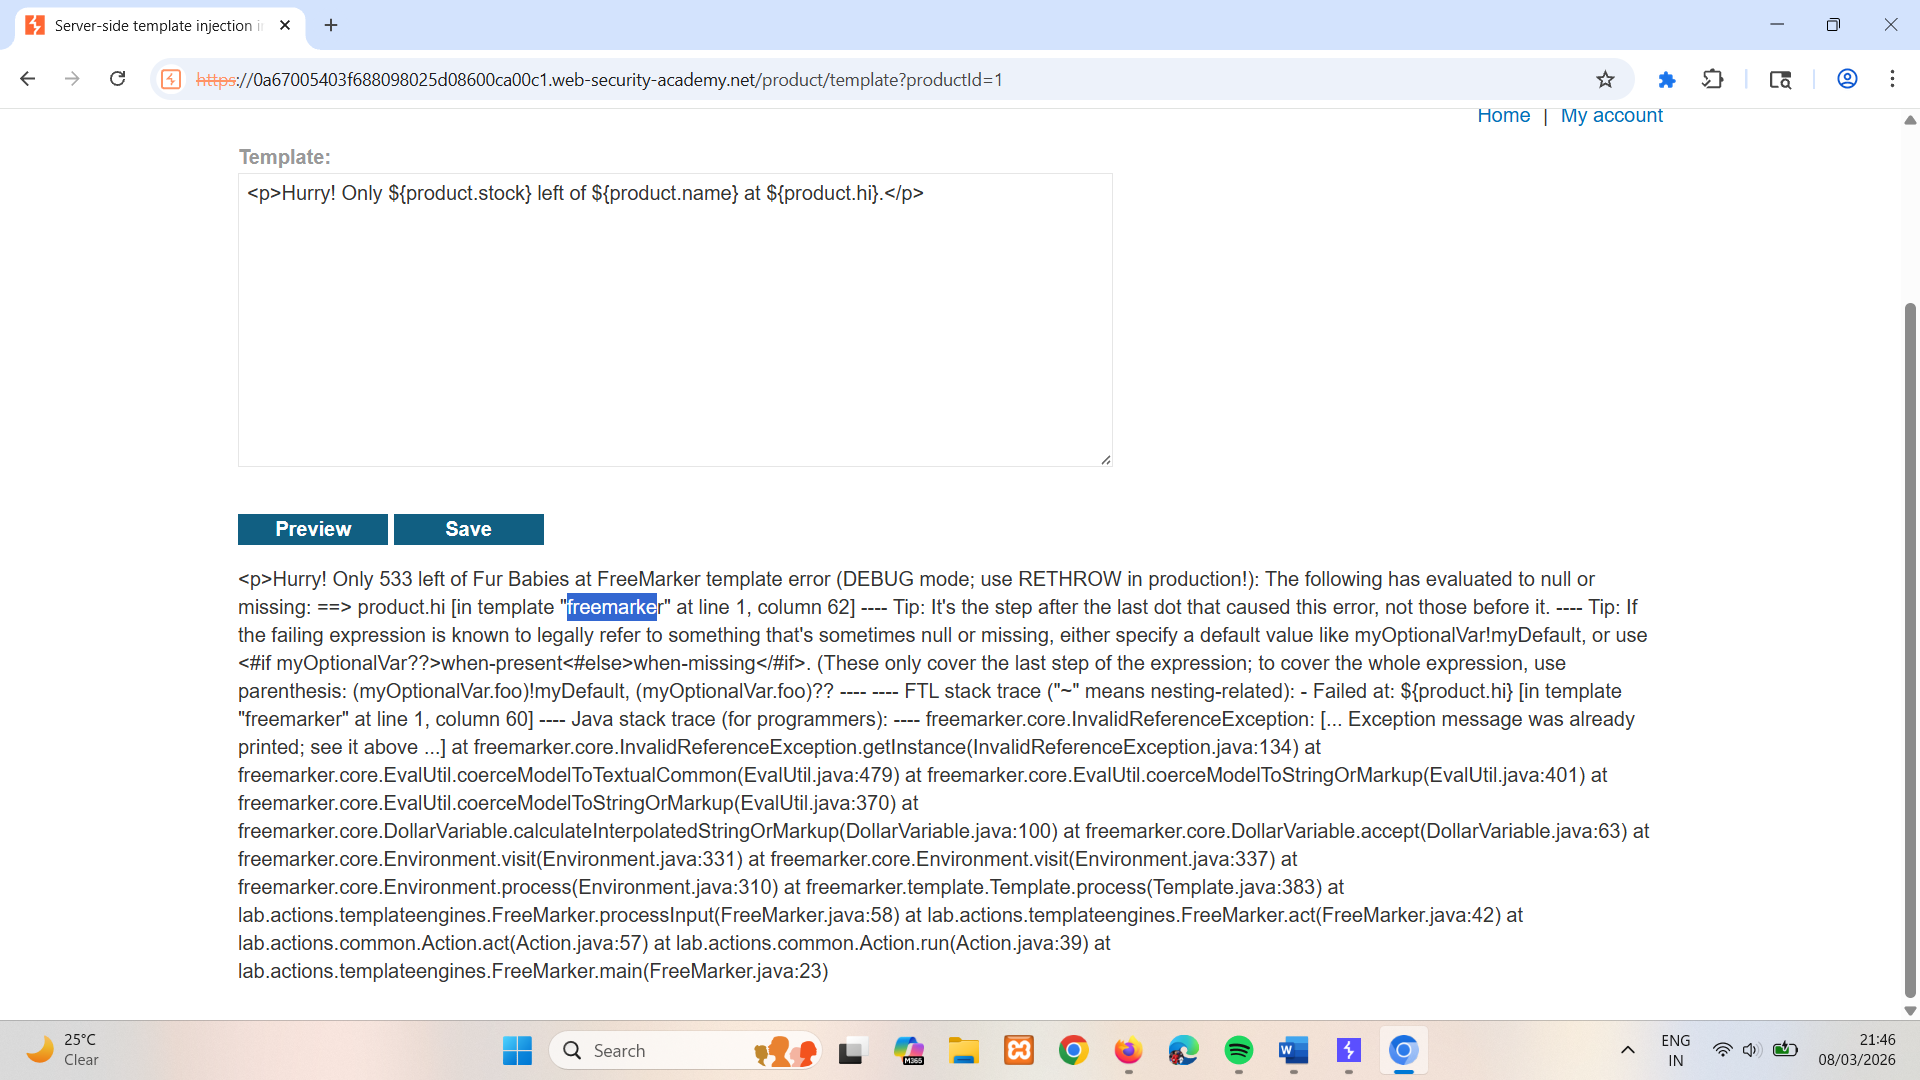 Server-side template injection i
https://0a67005403f688098025d08600ca00c1.web-security-academy.net/product/template?productId=1
Home | My account
Template:
<p>Hurry! Only ${product.stock} left of ${product.name} at ${product.hi}.</p>
Preview Save
<p>Hurry! Only 533 left of Fur Babies at FreeMarker template error (DEBUG mode; use RETHROW in production!): The following has evaluated to null or
missing: ==> product.hi [in template "freemarker" at line 1, column 62] ---- Tip: It's the step after the last dot that caused this error, not those before it. ---- Tip: If
the failing expression is known to legally refer to something that's sometimes null or missing, either specify a default value like myOptionalVar!myDefault, or use
<#if myOptionalVar??>when-present<#else>when-missing</#if>. (These only cover the last step of the expression; to cover the whole expression, use
parenthesis: (myOptionalVar.foo)!myDefault, (myOptionalVar.foo)?? ---- ---- FTL stack trace ("~" means nesting-related): - Failed at: ${product.hi} [in template
"freemarker" at line 1, column 60] ---- Java stack trace (for programmers): ---- freemarker.core.InvalidReferenceException: [... Exception message was already
printed; see it above ...] at freemarker.core.InvalidReferenceException.getInstance(InvalidReferenceException.java:134) at
freemarker.core.EvalUtil.coerceModelToTextualCommon(EvalUtil.java:479) at freemarker.core.EvalUtil.coerceModelToStringOrMarkup(EvalUtil.java:401) at
freemarker.core.EvalUtil.coerceModelToStringOrMarkup(EvalUtil.java:370) at
freemarker.core.DollarVariable.calculateInterpolatedStringOrMarkup(DollarVariable.java:100) at freemarker.core.DollarVariable.accept(DollarVariable.java:63) at
freemarker.core.Environment.visit(Environment.java:331) at freemarker.core.Environment.visit(Environment.java:337) at
freemarker.core.Environment.process(Environment.java:310) at freemarker.template.Template.process(Template.java:383) at
lab.actions.templateengines.FreeMarker.processInput(FreeMarker.java:58) at lab.actions.templateengines.FreeMarker.act(FreeMarker.java:42) at
lab.actions.common.Action.act(Action.java:57) at lab.actions.common.Action.run(Action.java:39) at
lab.actions.templateengines.FreeMarker.main(FreeMarker.java:23)
25°C
Clear
Search
M365
ENG
IN
21:46
08/03/2026